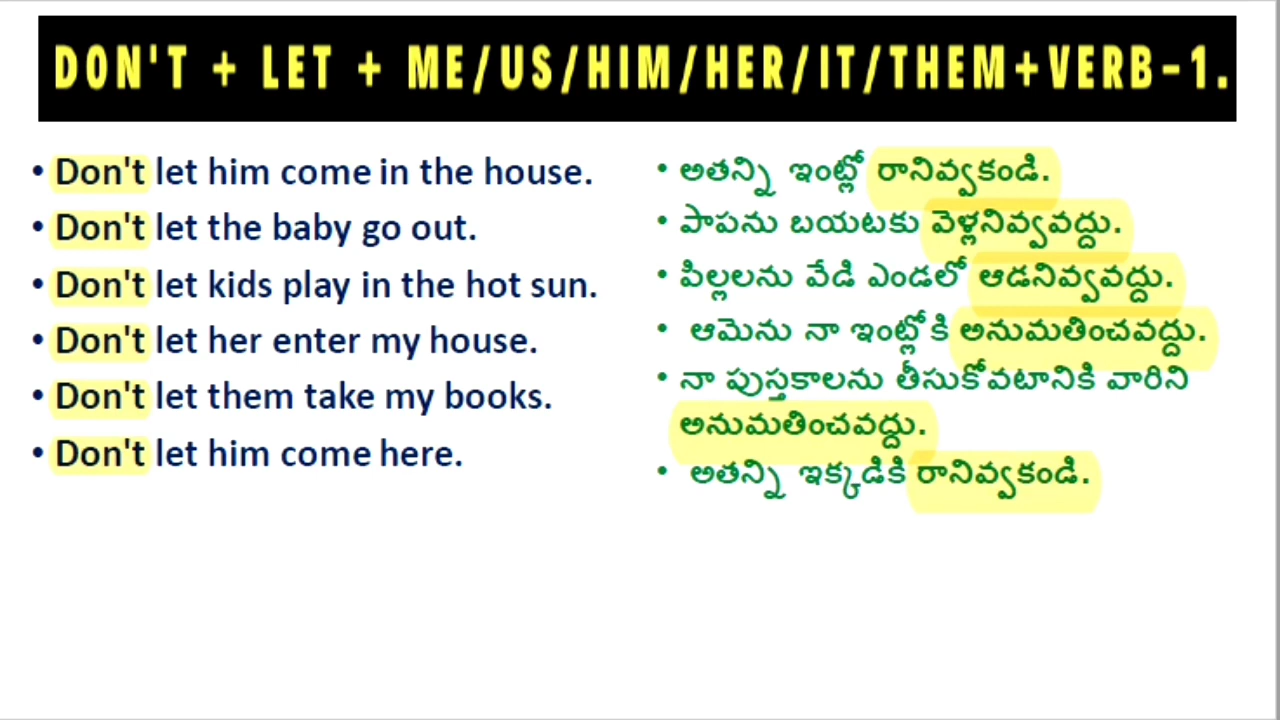 DON'T + LET + ME/US/HIM/HER/IT/THEM+VERB-1.
• Don't let him come in the house.
• Don't let the baby go out.
• Don't let kids play in the hot sun.
• Don't let her enter my house.
• Don't let them take my books.
• Don't let him come here.
• అతన్ని ఇంట్లో రానివ్వకండి.
• పాపను బయటకు వెళ్లనివ్వవద్దు.
• పిల్లలను వేడి ఎండలో ఆడనివ్వవద్దు.
• ఆమెను నా ఇంట్లోకి అనుమతించవద్దు.
• నా పుస్తకాలను తీసుకోవటానికి వారిని
అనుమతించవద్దు.
• అతన్ని ఇక్కడికి రానివ్వకండి.